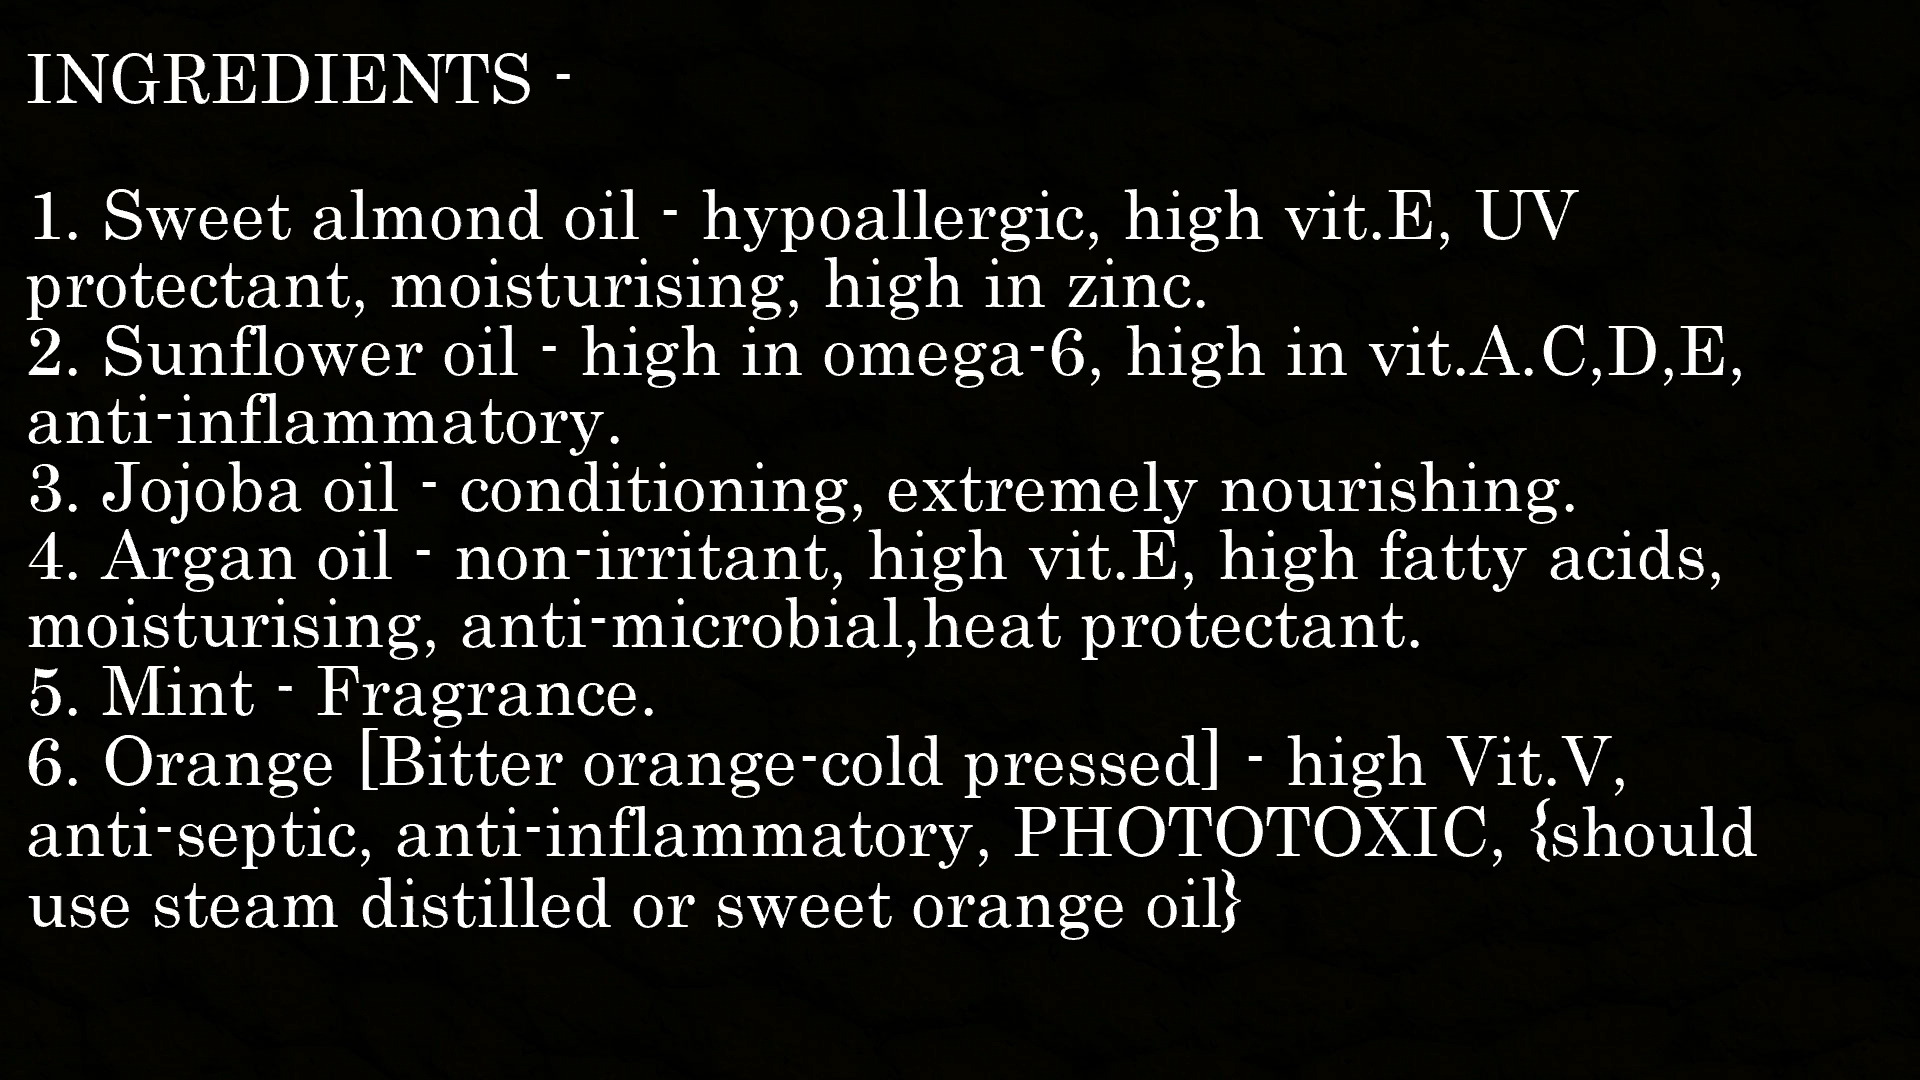 INGREDIENTS -
1. Sweet almond oil - hypoallergic, high vit.E, UV
protectant, moisturising, high in zinc.
2. Sunflower oil - high in omega-6, high in vit.A.C,D,E,
anti-inflammatory.
3. Jojoba oil - conditioning, extremely nourishing.
4. Argan oil - non-irritant, high vit.E, high fatty acids,
moisturising, anti-microbial,heat protectant.
5. Mint - Fragrance.
6. Orange [Bitter orange-cold pressed] - high Vit.V,
anti-septic, anti-inflammatory, PHOTOTOXIC, {should
use steam distilled or sweet orange oil}